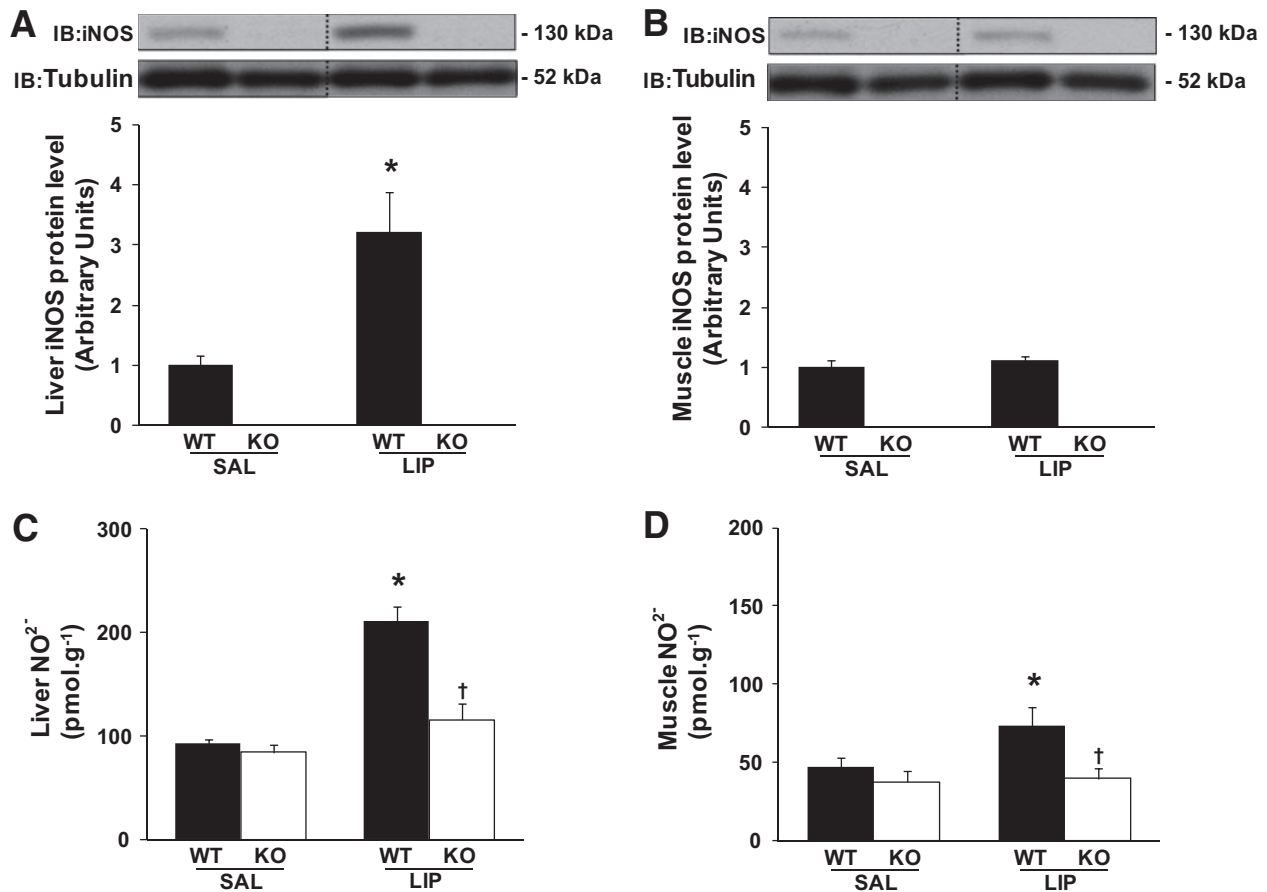 A
IB:iNOS
- 130 kDa
IB:Tubulin
- 52 kDa
Liver iNOS protein level
(Arbitrary Units)
5
4
3
2
1
0
*
WT KO WT KO
SAL LIP
B
IB:iNOS
- 130 kDa
IB:Tubulin
- 52 kDa
Muscle iNOS protein level
(Arbitrary Units)
5
4
3
2
1
0
WT KO WT KO
SAL LIP
C
Liver NO²⁻
(pmol.g⁻¹)
300
200
100
0
*
†
WT KO WT KO
SAL LIP
D
Muscle NO²⁻
(pmol.g⁻¹)
200
150
100
50
0
*
†
WT KO WT KO
SAL LIP